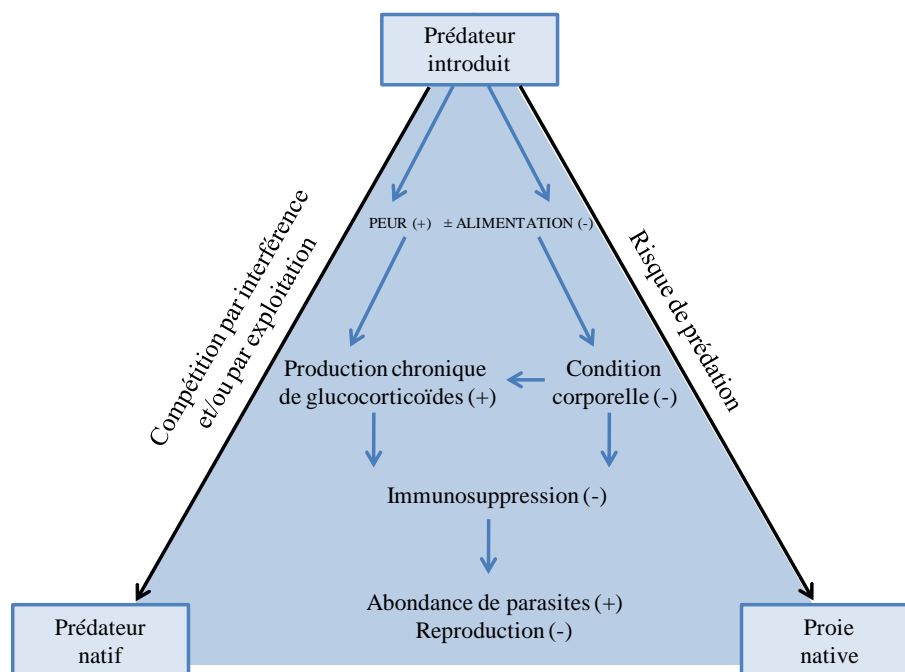 Prédateur
introduit
PEUR (+) ± ALIMENTATION (-)
Compétition par interférence
et/ou par exploitation
Risque de prédation
Production chronique
de glucocorticoïdes (+)
Condition
corporelle (-)
Immunosuppression (-)
Abondance de parasites (+)
Reproduction (-)
Prédateur
natif
Proie
native